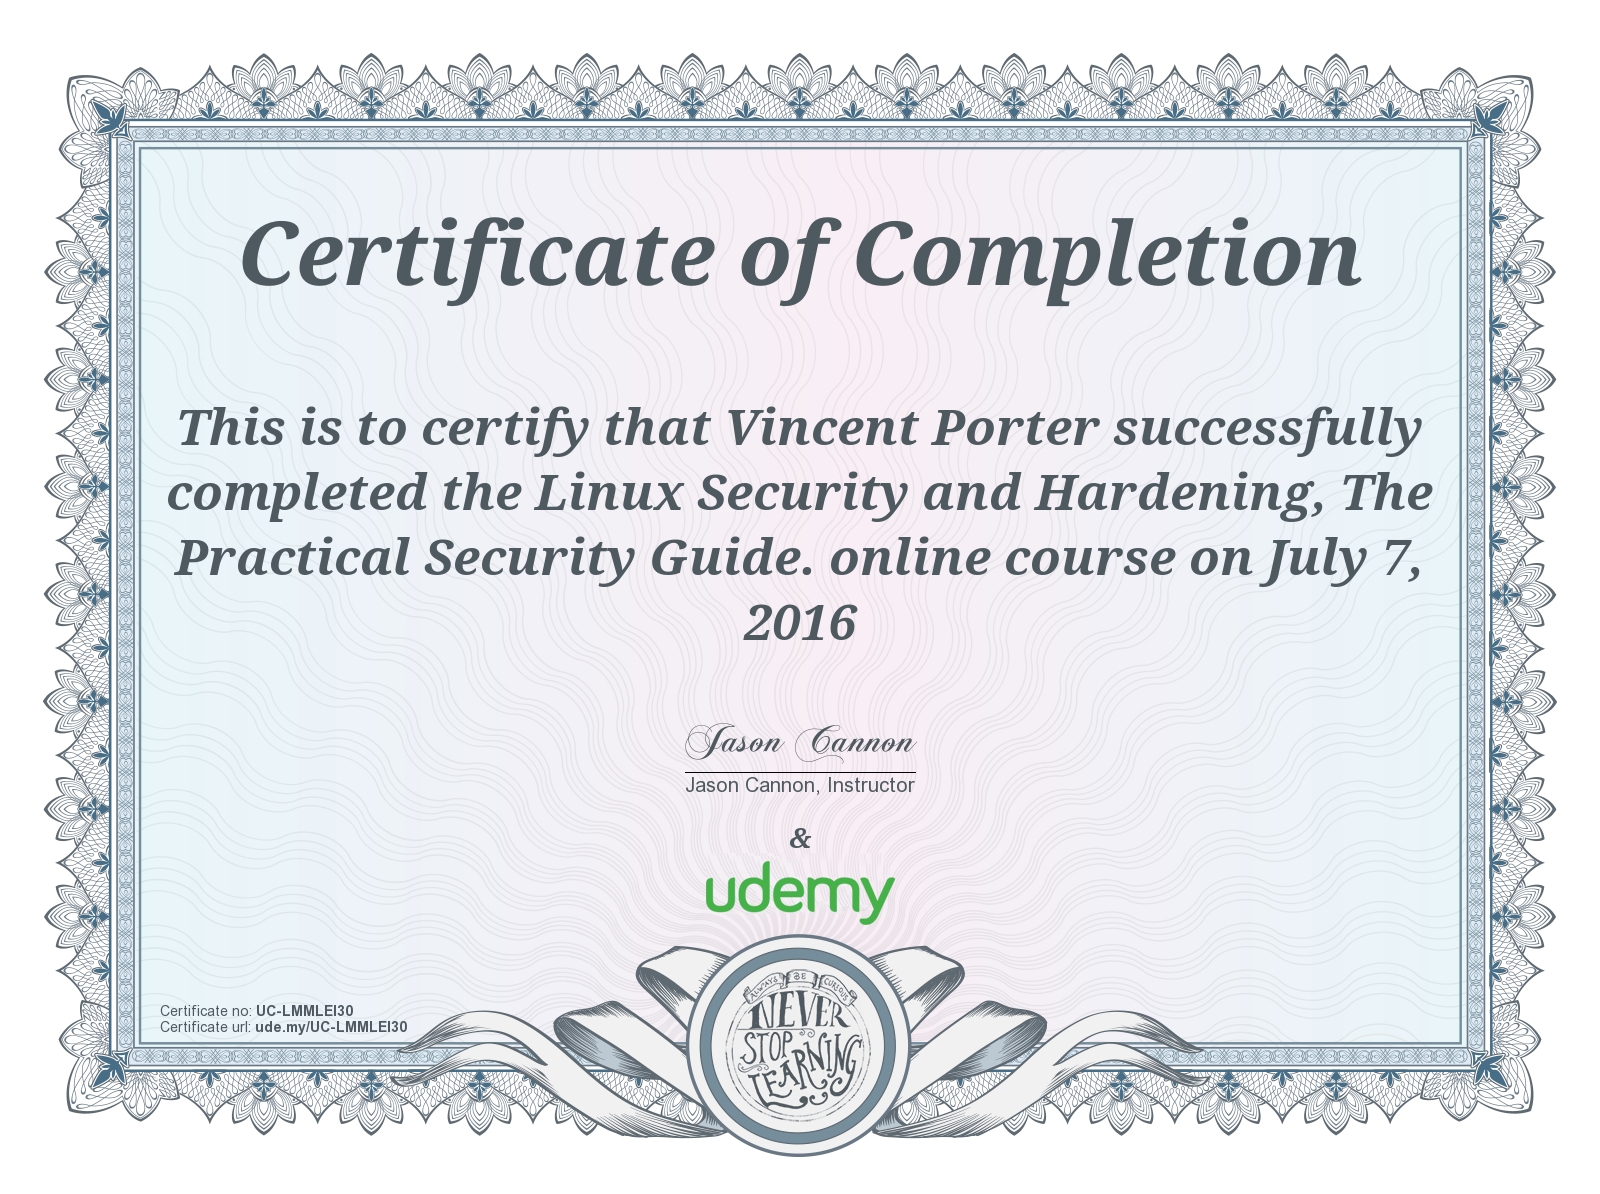 Certificate of Completion
This is to certify that Vincent Porter successfully
completed the Linux Security and Hardening, The
Practical Security Guide. online course on July 7,
2016
Jason Cannon
Jason Cannon, Instructor
&
udemy
Certificate no: UC-LMMLEI30
Certificate url: ude.my/UC-LMMLEI30
ALWAYS BE CURIOUS
NEVER
STOP
LEARNING